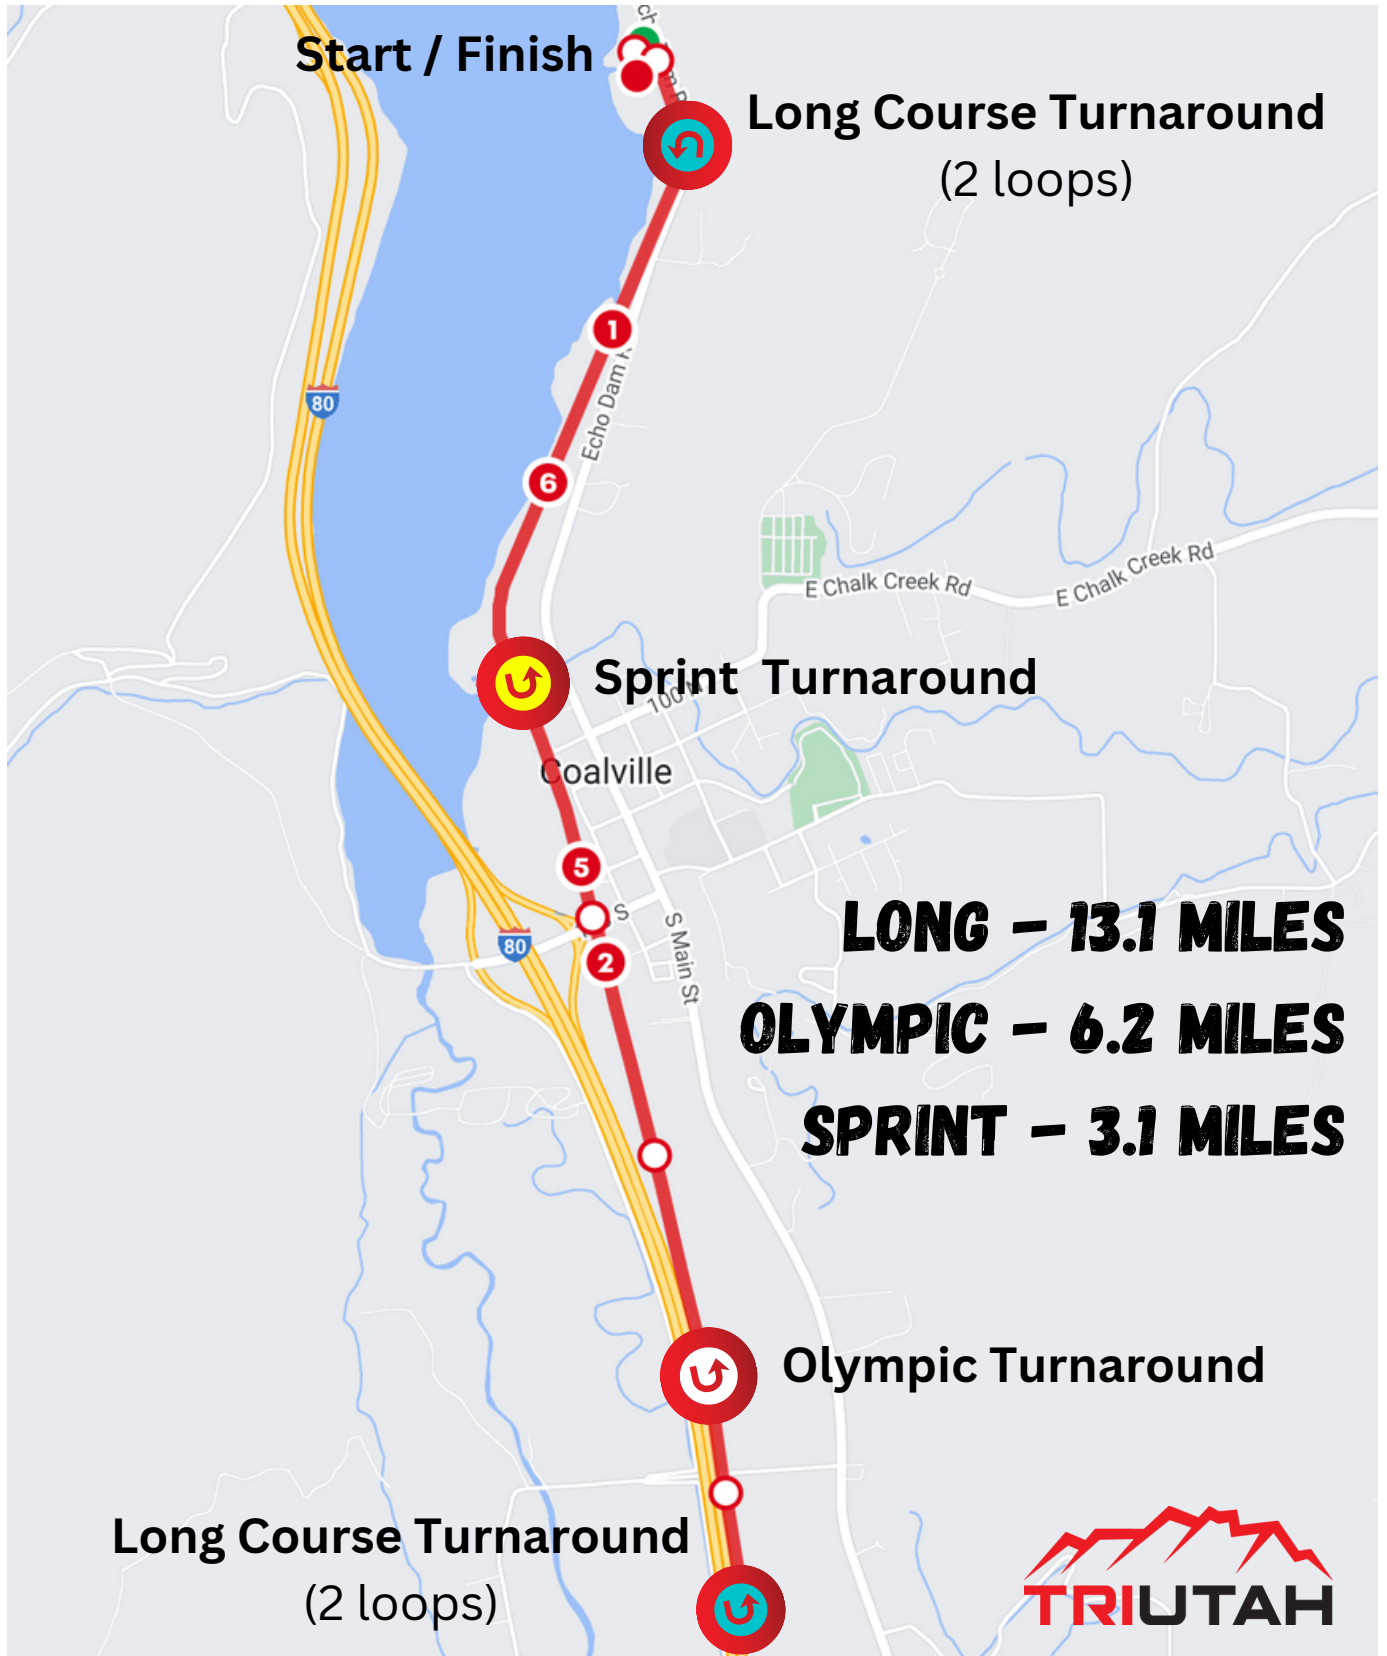 ch
Start / Finish
m R
Long Course Turnaround
(2 loops)
1
Echo Dam R
80
6
E Chalk Creek Rd
E Chalk Creek Rd
Sprint Turnaround
100 N
Coalville
5
S
80
2
S Main St
LONG - 13.1 MILES
OLYMPIC - 6.2 MILES
SPRINT - 3.1 MILES
Olympic Turnaround
Long Course Turnaround
(2 loops)
TRIUTAH